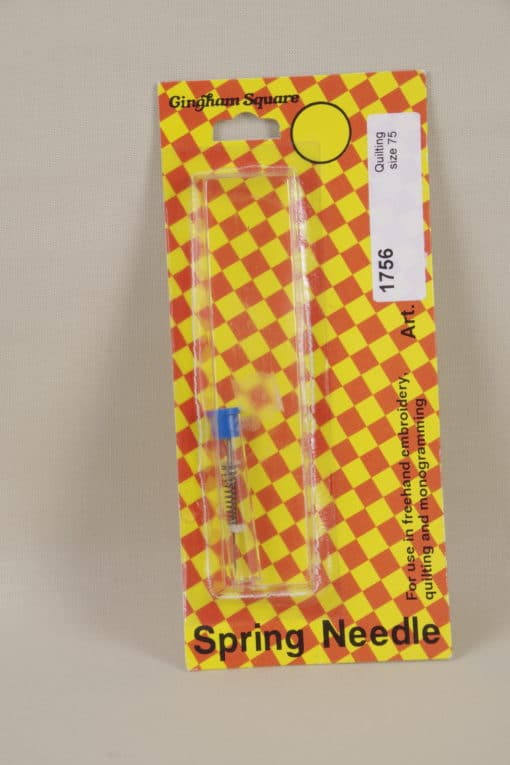 Gingham Square
Quilting
size 75
Art. 1756
For use in freehand embroidery,
quilting and monogramming
Spring Needle